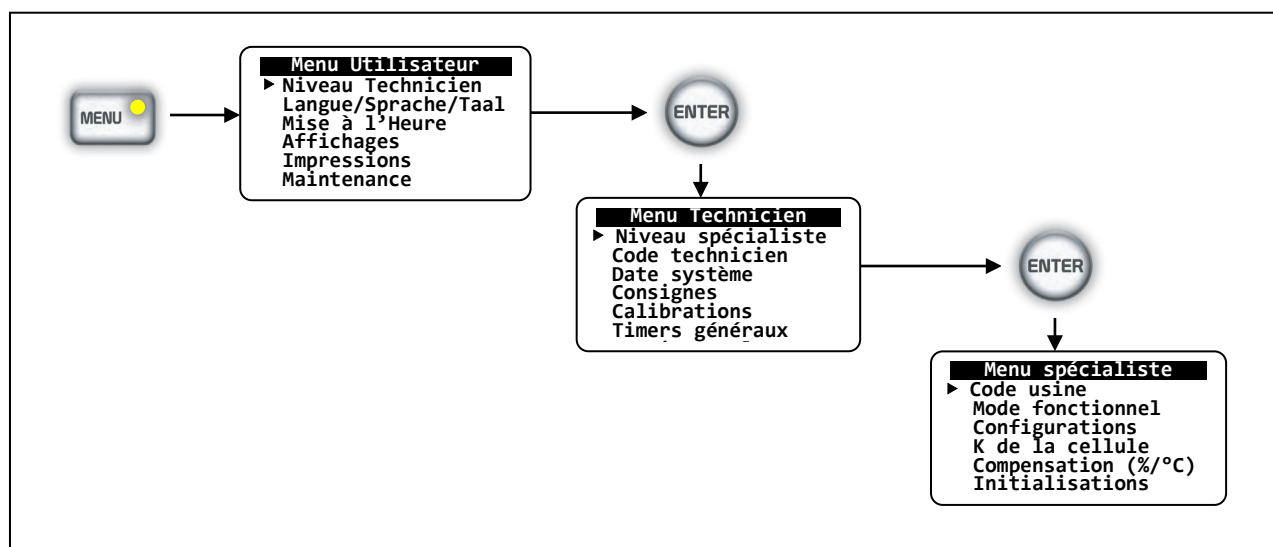 MENU
Menu Utilisateur
Niveau Technicien
Langue/Sprache/Taal
Mise à l’Heure
Affichages
Impressions
Maintenance
ENTER
Menu Technicien
Niveau spécialiste
Code technicien
Date système
Consignes
Calibrations
Timers généraux
ENTER
Menu spécialiste
Code usine
Mode fonctionnel
Configurations
K de la cellule
Compensation (%/°C)
Initialisations